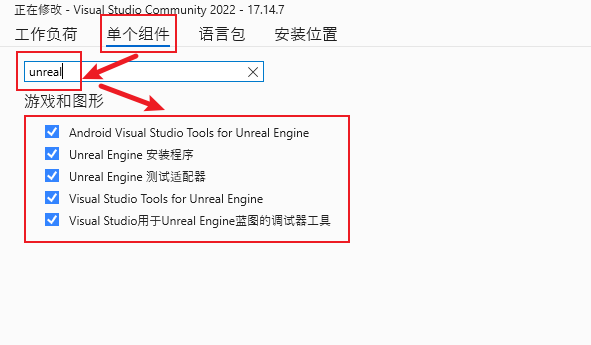 正在修改 - Visual Studio Community 2022 - 17.14.7
工作负荷 单个组件 语言包 安装位置
unreal
游戏和图形
Android Visual Studio Tools for Unreal Engine
Unreal Engine 安装程序
Unreal Engine 测试适配器
Visual Studio Tools for Unreal Engine
Visual Studio用于Unreal Engine蓝图的调试器工具